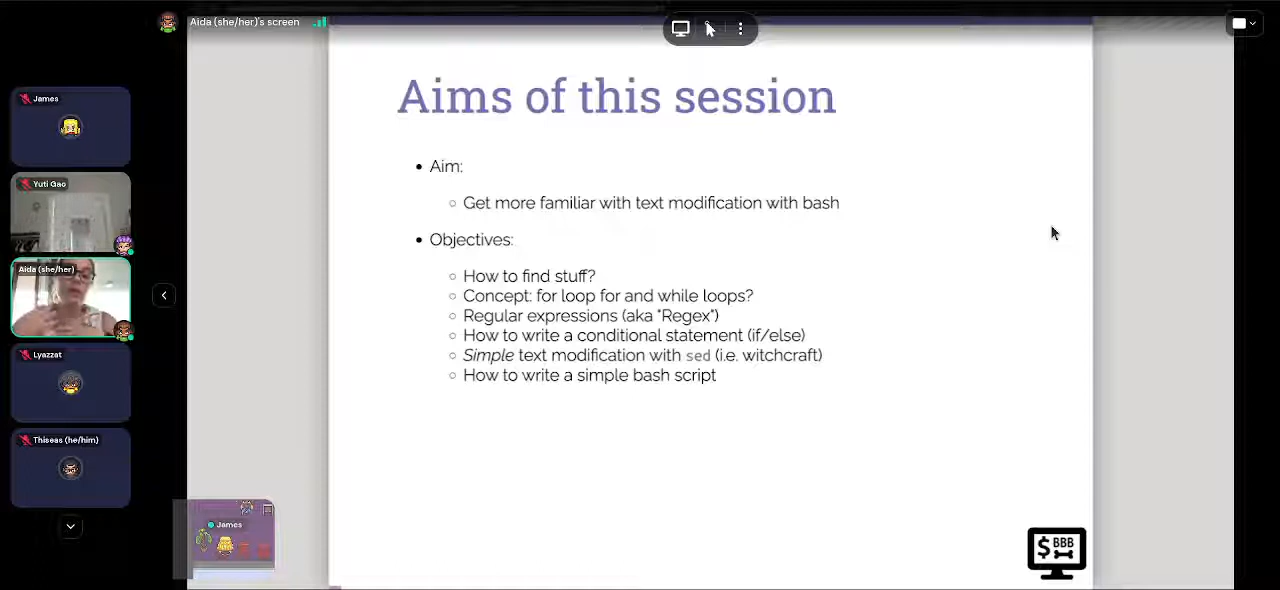 Aida (she/her)'s screen
James
Yuti Gao
Aida (she/her)
Lyazzat
Thiseas (he/him)
James
Aims of this session
Aim:
Get more familiar with text modification with bash
Objectives:
How to find stuff?
Concept: for loop for and while loops?
Regular expressions (aka "Regex")
How to write a conditional statement (if/else)
Simple text modification with sed (i.e. witchcraft)
How to write a simple bash script
$ BBB